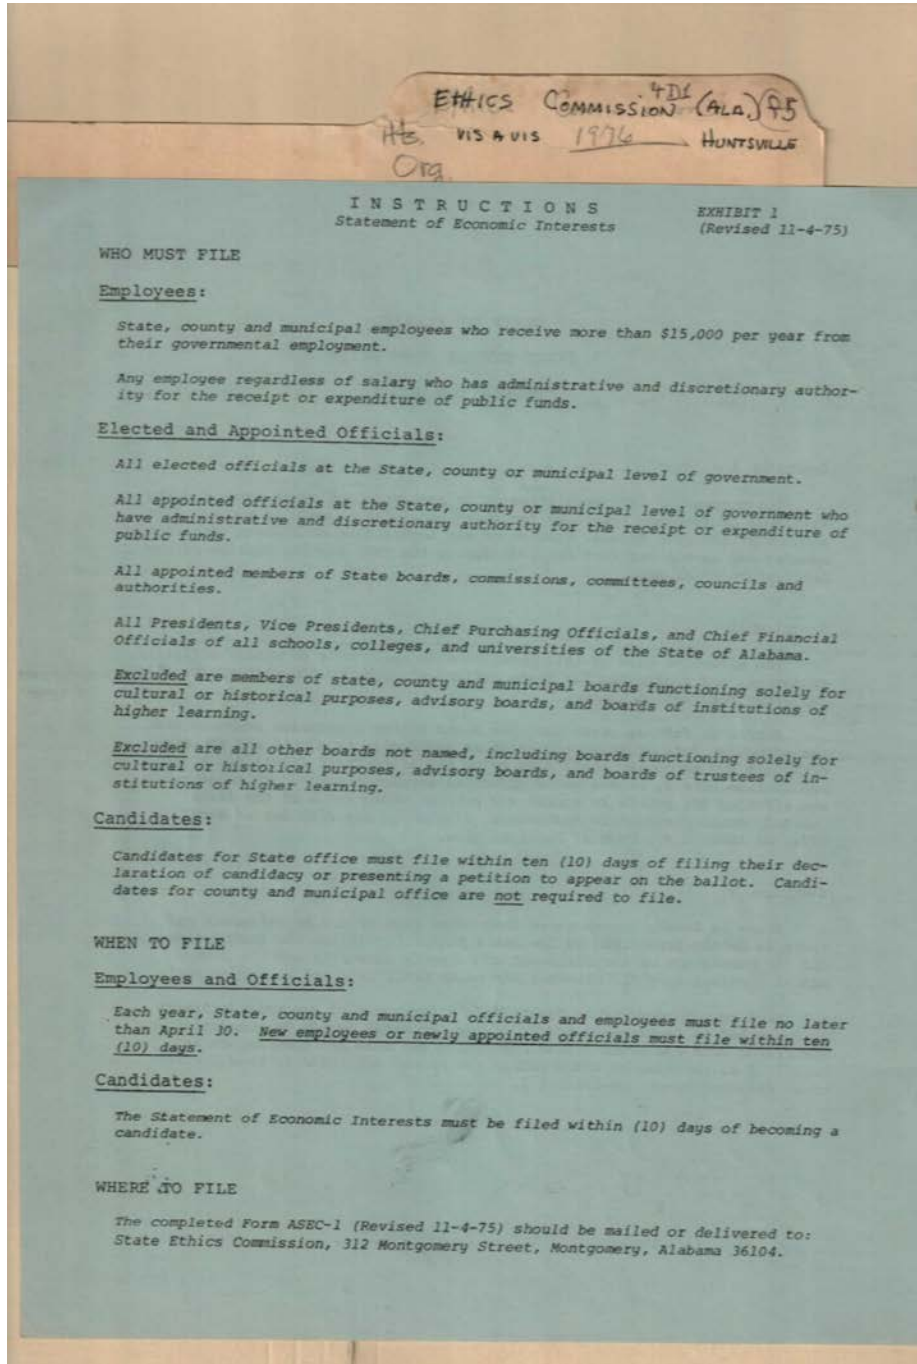 ETHICS COMMISSION 4D1 (ALA.) 75
Hts. VIS A VIS 1976 HUNTSVILLE
Org.
INSTRUCTIONS EXHIBIT 1
Statement of Economic Interests (Revised 11-4-75)
WHO MUST FILE
Employees:
State, county and municipal employees who receive more than $15,000 per year from
their governmental employment.
Any employee regardless of salary who has administrative and discretionary author-
ity for the receipt or expenditure of public funds.
Elected and Appointed Officials:
All elected officials at the State, county or municipal level of government.
All appointed officials at the State, county or municipal level of government who
have administrative and discretionary authority for the receipt or expenditure of
public funds.
All appointed members of State boards, commissions, committees, councils and
authorities.
All Presidents, Vice Presidents, Chief Purchasing Officials, and Chief Financial
Officials of all schools, colleges, and universities of the State of Alabama.
Excluded are members of state, county and municipal boards functioning solely for
cultural or historical purposes, advisory boards, and boards of institutions of
higher learning.
Excluded are all other boards not named, including boards functioning solely for
cultural or historical purposes, advisory boards, and boards of trustees of in-
stitutions of higher learning.
Candidates:
Candidates for State office must file within ten (10) days of filing their dec-
laration of candidacy or presenting a petition to appear on the ballot. Candi-
dates for county and municipal office are not required to file.
WHEN TO FILE
Employees and Officials:
Each year, State, county and municipal officials and employees must file no later
than April 30. New employees or newly appointed officials must file within ten
(10) days.
Candidates:
The Statement of Economic Interests must be filed within (10) days of becoming a
candidate.
WHERE TO FILE
The completed Form ASEC-1 (Revised 11-4-75) should be mailed or delivered to:
State Ethics Commission, 312 Montgomery Street, Montgomery, Alabama 36104.